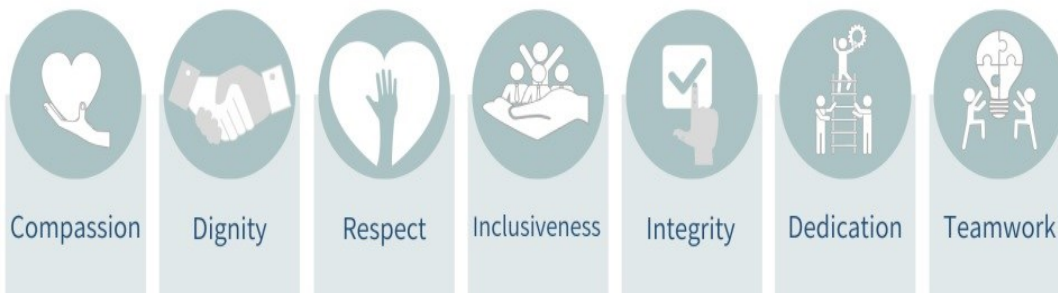 Compassion
Dignity
Respect
Inclusiveness
Integrity
Dedication
Teamwork